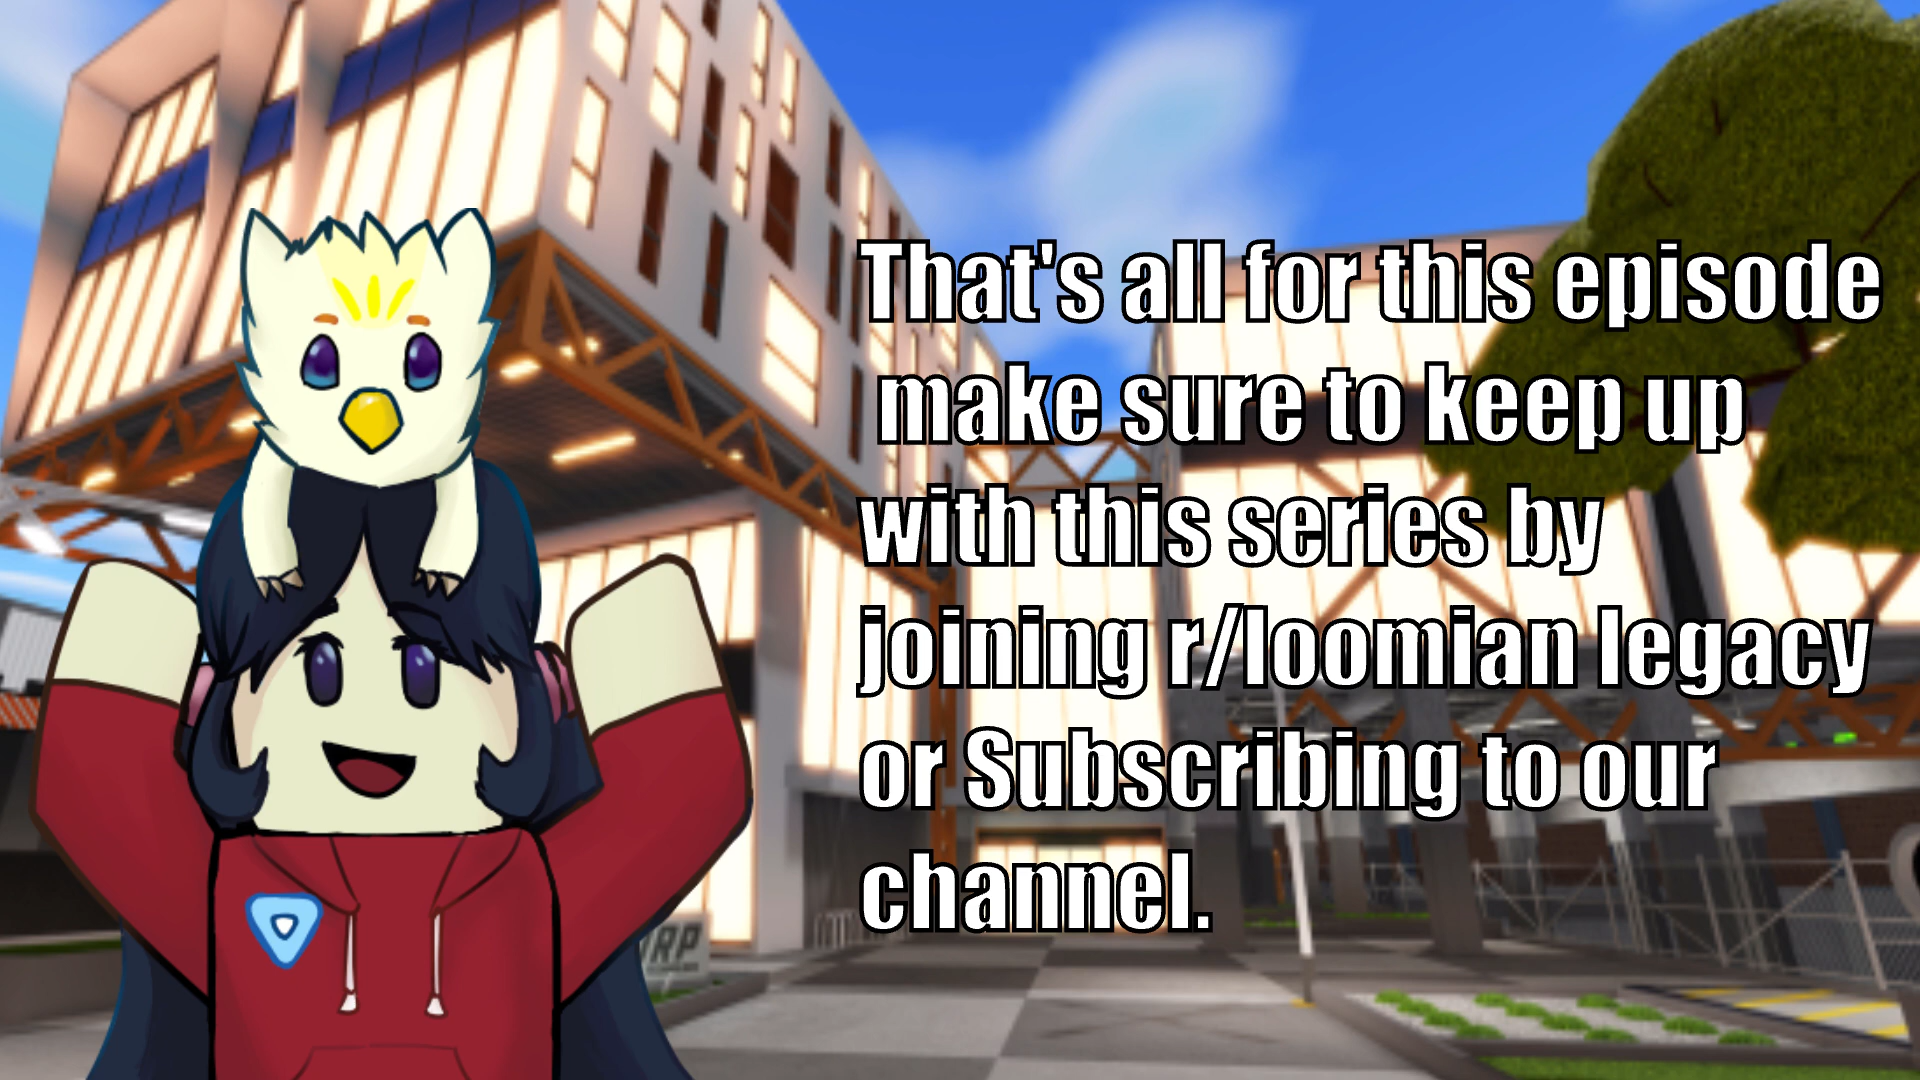 That's all for this episode
make sure to keep up
with this series by
joining r/loomian legacy
or Subscribing to our
channel.